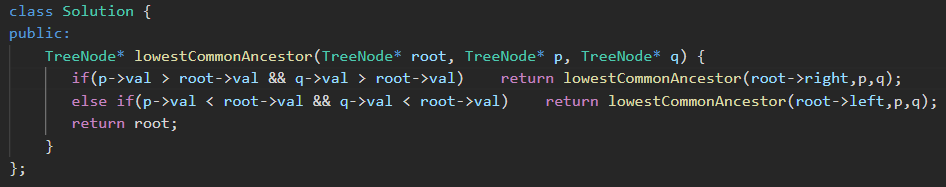 class Solution {
public:
    TreeNode* lowestCommonAncestor(TreeNode* root, TreeNode* p, TreeNode* q) {
       if(p->val > root->val && q->val > root->val)    return lowestCommonAncestor(root->right,p,q);
       else if(p->val < root->val && q->val < root->val)    return lowestCommonAncestor(root->left,p,q);
       return root;
    }
};